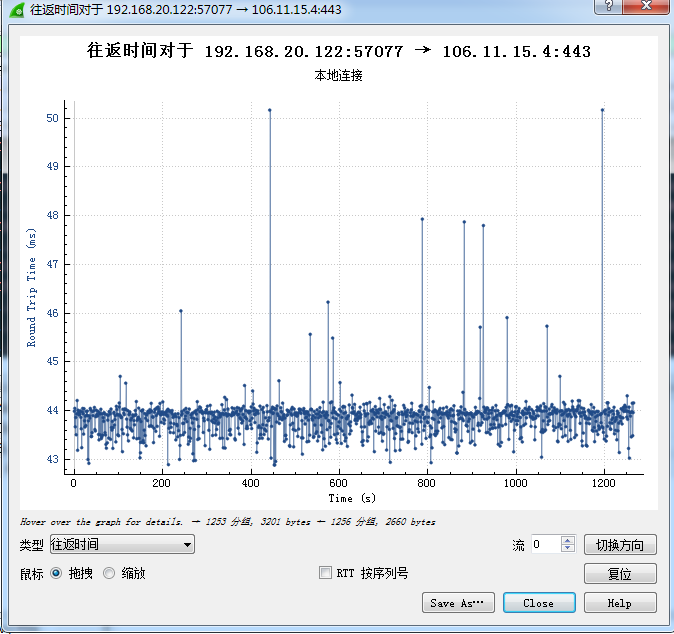 往返时间对于 192.168.20.122:57077 → 106.11.15.4:443
?
往返时间对于 192.168.20.122:57077 → 106.11.15.4:443
本地连接
Round Trip Time (ms)
50
49
48
47
46
45
44
43
0 200 400 600 800 1000 1200
Time (s)
Hover over the graph for details. → 1253 分组, 3201 bytes ← 1256 分组, 2660 bytes
类型 往返时间 流 0 切换方向
鼠标 拖拽 缩放 RTT 按序列号 复位
Save As… Close Help